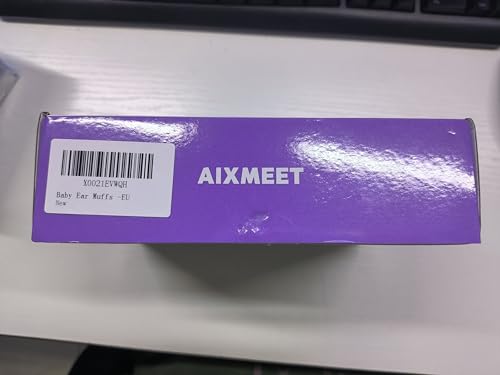 X0021EVWQH
Baby Ear Muffs -EU
New
AIXMEET